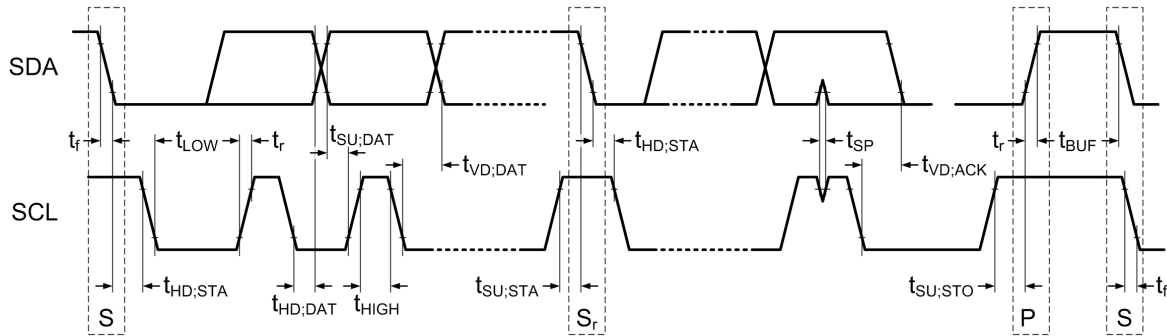 SDA
t_f
t_LOW
t_r
t_SU;DAT
t_VD;DAT
t_HD;STA
t_SP
t_VD;ACK
t_r
t_BUF
SCL
t_HD;STA
t_HD;DAT
t_HIGH
t_SU;STA
t_SU;STO
t_f
S
S_r
P
S